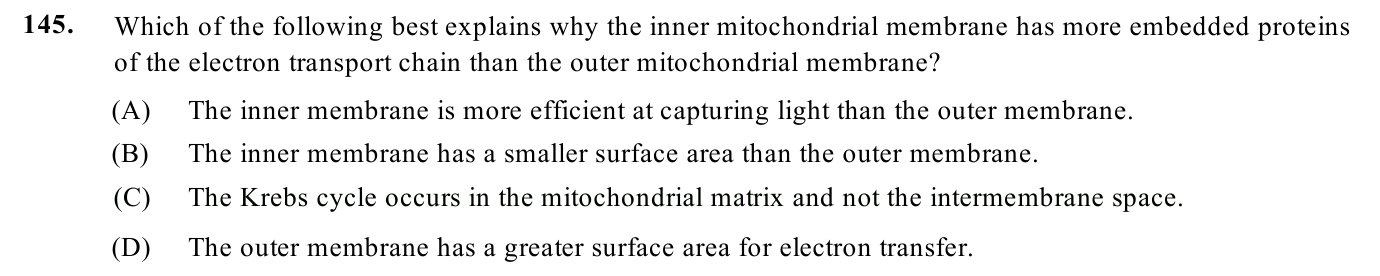 145. Which of the following best explains why the inner mitochondrial membrane has more embedded proteins
of the electron transport chain than the outer mitochondrial membrane?
(A) The inner membrane is more efficient at capturing light than the outer membrane.
(B) The inner membrane has a smaller surface area than the outer membrane.
(C) The Krebs cycle occurs in the mitochondrial matrix and not the intermembrane space.
(D) The outer membrane has a greater surface area for electron transfer.